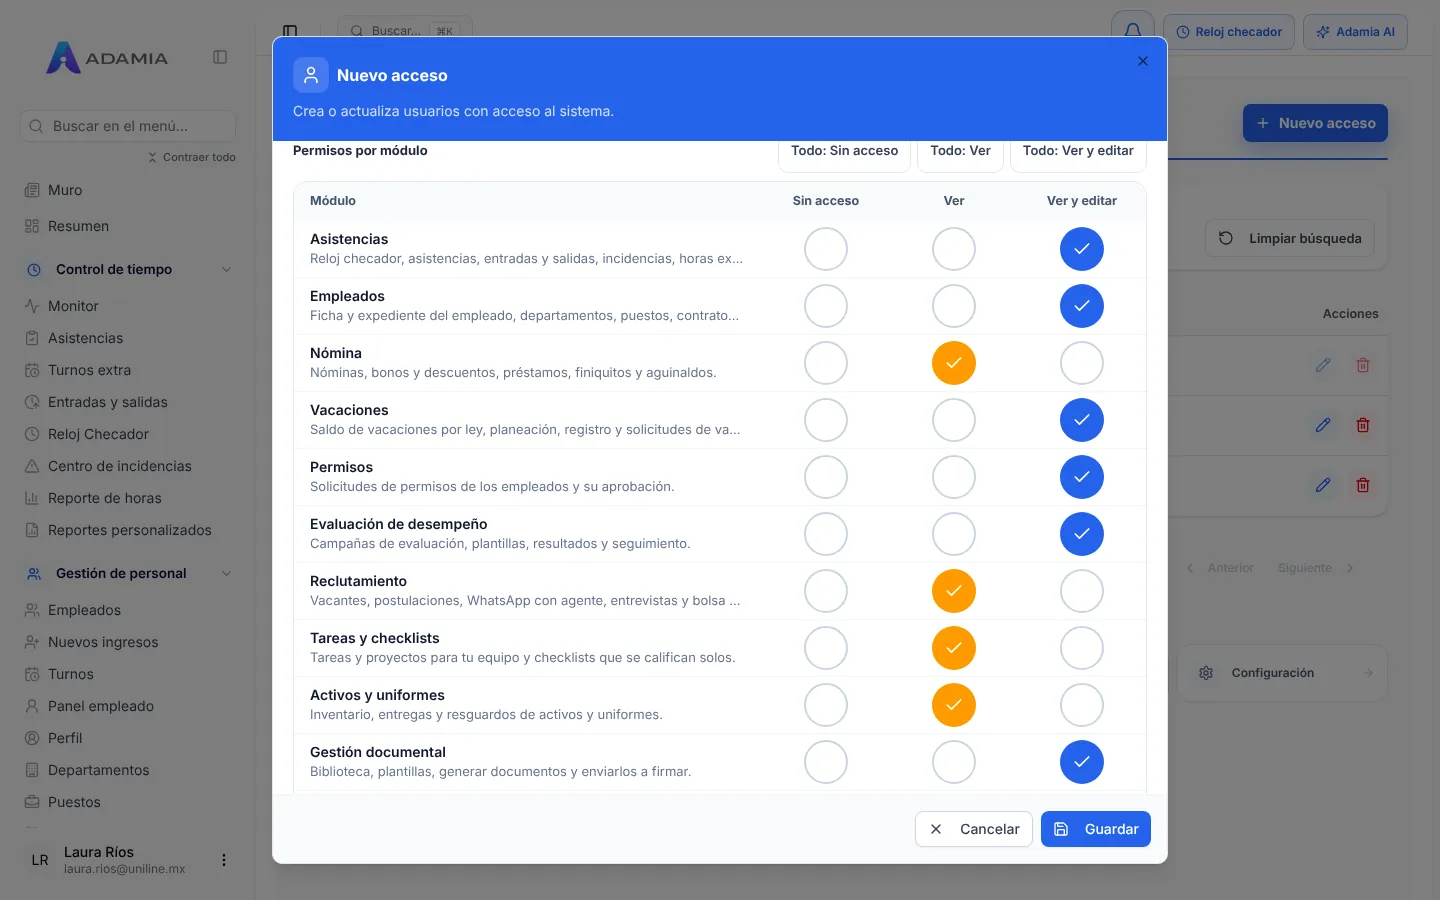 ADAMIA
Buscar en el menú...
Contraer todo
Muro
Resumen
Control de tiempo
Monitor
Asistencias
Turnos extra
Entradas y salidas
Reloj Checador
Centro de incidencias
Reporte de horas
Reportes personalizados
Gestión de personal
Empleados
Nuevos ingresos
Turnos
Panel empleado
Perfil
Departamentos
Puestos
LR
Laura Ríos
laura.rios@uniline.mx
Buscar... ⌘K
Reloj checador
Adamia AI
Nuevo acceso
Limpiar búsqueda
Acciones
Anterior Siguiente
Configuración
Nuevo acceso
Crea o actualiza usuarios con acceso al sistema.
Permisos por módulo
Todo: Sin acceso Todo: Ver Todo: Ver y editar
Módulo Sin acceso Ver Ver y editar
Asistencias
Reloj checador, asistencias, entradas y salidas, incidencias, horas ex...
Empleados
Ficha y expediente del empleado, departamentos, puestos, contrato...
Nómina
Nóminas, bonos y descuentos, préstamos, finiquitos y aguinaldos.
Vacaciones
Saldo de vacaciones por ley, planeación, registro y solicitudes de va...
Permisos
Solicitudes de permisos de los empleados y su aprobación.
Evaluación de desempeño
Campañas de evaluación, plantillas, resultados y seguimiento.
Reclutamiento
Vacantes, postulaciones, WhatsApp con agente, entrevistas y bolsa ...
Tareas y checklists
Tareas y proyectos para tu equipo y checklists que se califican solos.
Activos y uniformes
Inventario, entregas y resguardos de activos y uniformes.
Gestión documental
Biblioteca, plantillas, generar documentos y enviarlos a firmar.
Cancelar Guardar